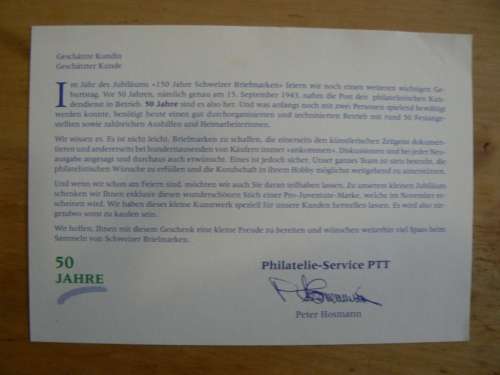 Geschätzte Kundin
Geschätzter Kunde
Im Jahr des Jubiläums «150 Jahre Schweizer Briefmarken» feiern wir noch einen weiteren wichtigen Ge-
burtstag. Vor 50 Jahren, nämlich genau am 15. September 1943, nahm die Post den philatelistischen Kun-
dendienst in Betrieb. 50 Jahre sind es also her. Und was anfangs noch mit zwei Personen spielend bewältigt
werden konnte, benötigt heute einen gut durchorganisierten und technisierten Betrieb mit rund 50 Festange-
stellten sowie zahlreichen Aushilfen und Heimarbeiterinnen.
Wir wissen es. Es ist nicht leicht, Briefmarken zu schaffen, die einerseits den künstlerischen Zeitgeist dokumen-
tieren und andererseits bei hunderttausenden von Käufern immer «ankommen». Diskussionen sind bei jeder Neu-
ausgabe angesagt und durchaus auch erwünscht. Eines ist jedoch sicher. Unser ganzes Team ist stets bestrebt, die
philatelistischen Wünsche zu erfüllen und die Kundschaft in Ihrem Hobby möglichst weitgehend zu unterstützen.
Und wenn wir schon am Feiern sind, möchten wir auch Sie daran teilhaben lassen. Zu unserem kleinen Jubiläum
schenken wir Ihnen exklusiv diesen wunderschönen Stich einer Pro-Juventute-Marke, welche im November er-
scheinen wird. Wir haben dieses kleine Kunstwerk speziell für unsere Kunden herstellen lassen. Es wird also nir-
gendwo sonst zu kaufen sein.
Wir hoffen, Ihnen mit diesem Geschenk eine kleine Freude zu bereiten und wünschen weiterhin viel Spass beim
Sammeln von Schweizer Briefmarken.
50
JAHRE
Philatelie-Service PTT
Peter Hosmann